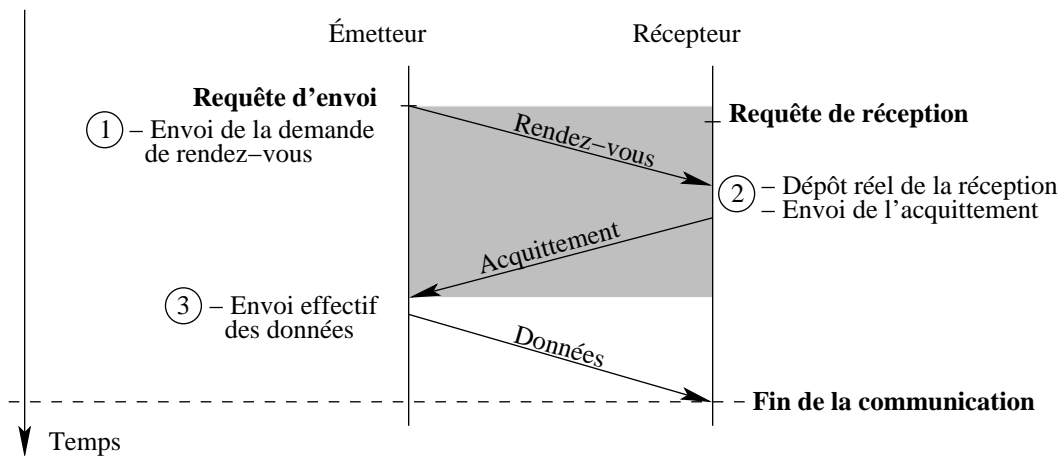 Émetteur
Récepteur
Requête d'envoi
1 – Envoi de la demande
de rendez–vous
Rendez–vous
Requête de réception
2 – Dépôt réel de la réception
– Envoi de l'acquittement
Acquittement
3 – Envoi effectif
des données
Données
Fin de la communication
Temps